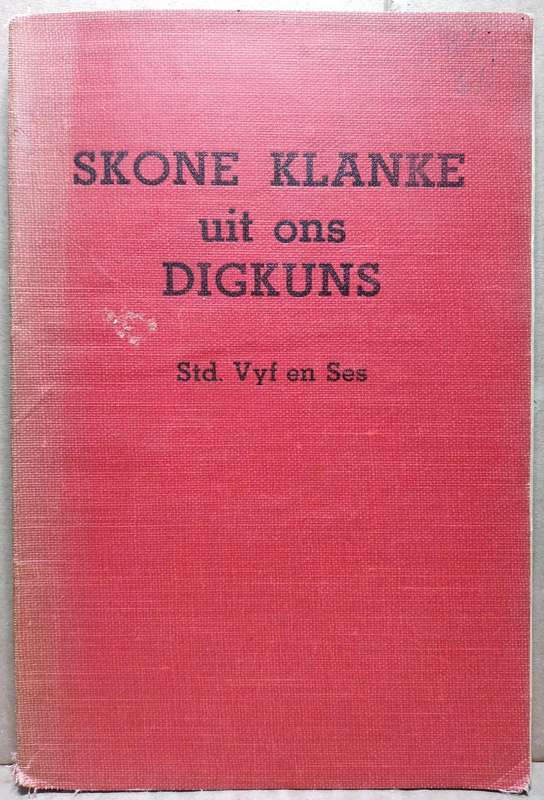 SKONE KLANKE
uit ons
DIGKUNS
Std. Vyf en Ses